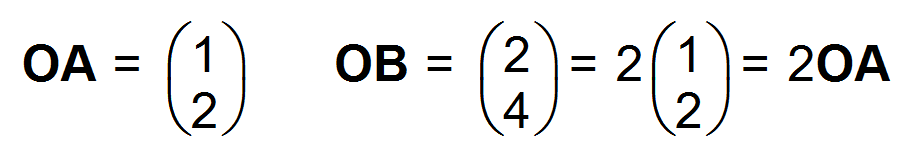 OA = (1 2) OB = (2 4) = 2(1 2) = 2OA